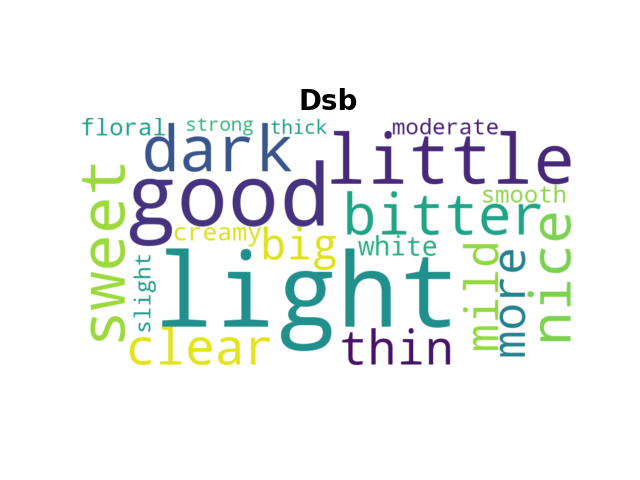 Dsb
floral
strong
thick
moderate
dark
little
good
sweet
smooth
bitter
creamy
big
white
nice
slight
light
mild
more
clear
thin